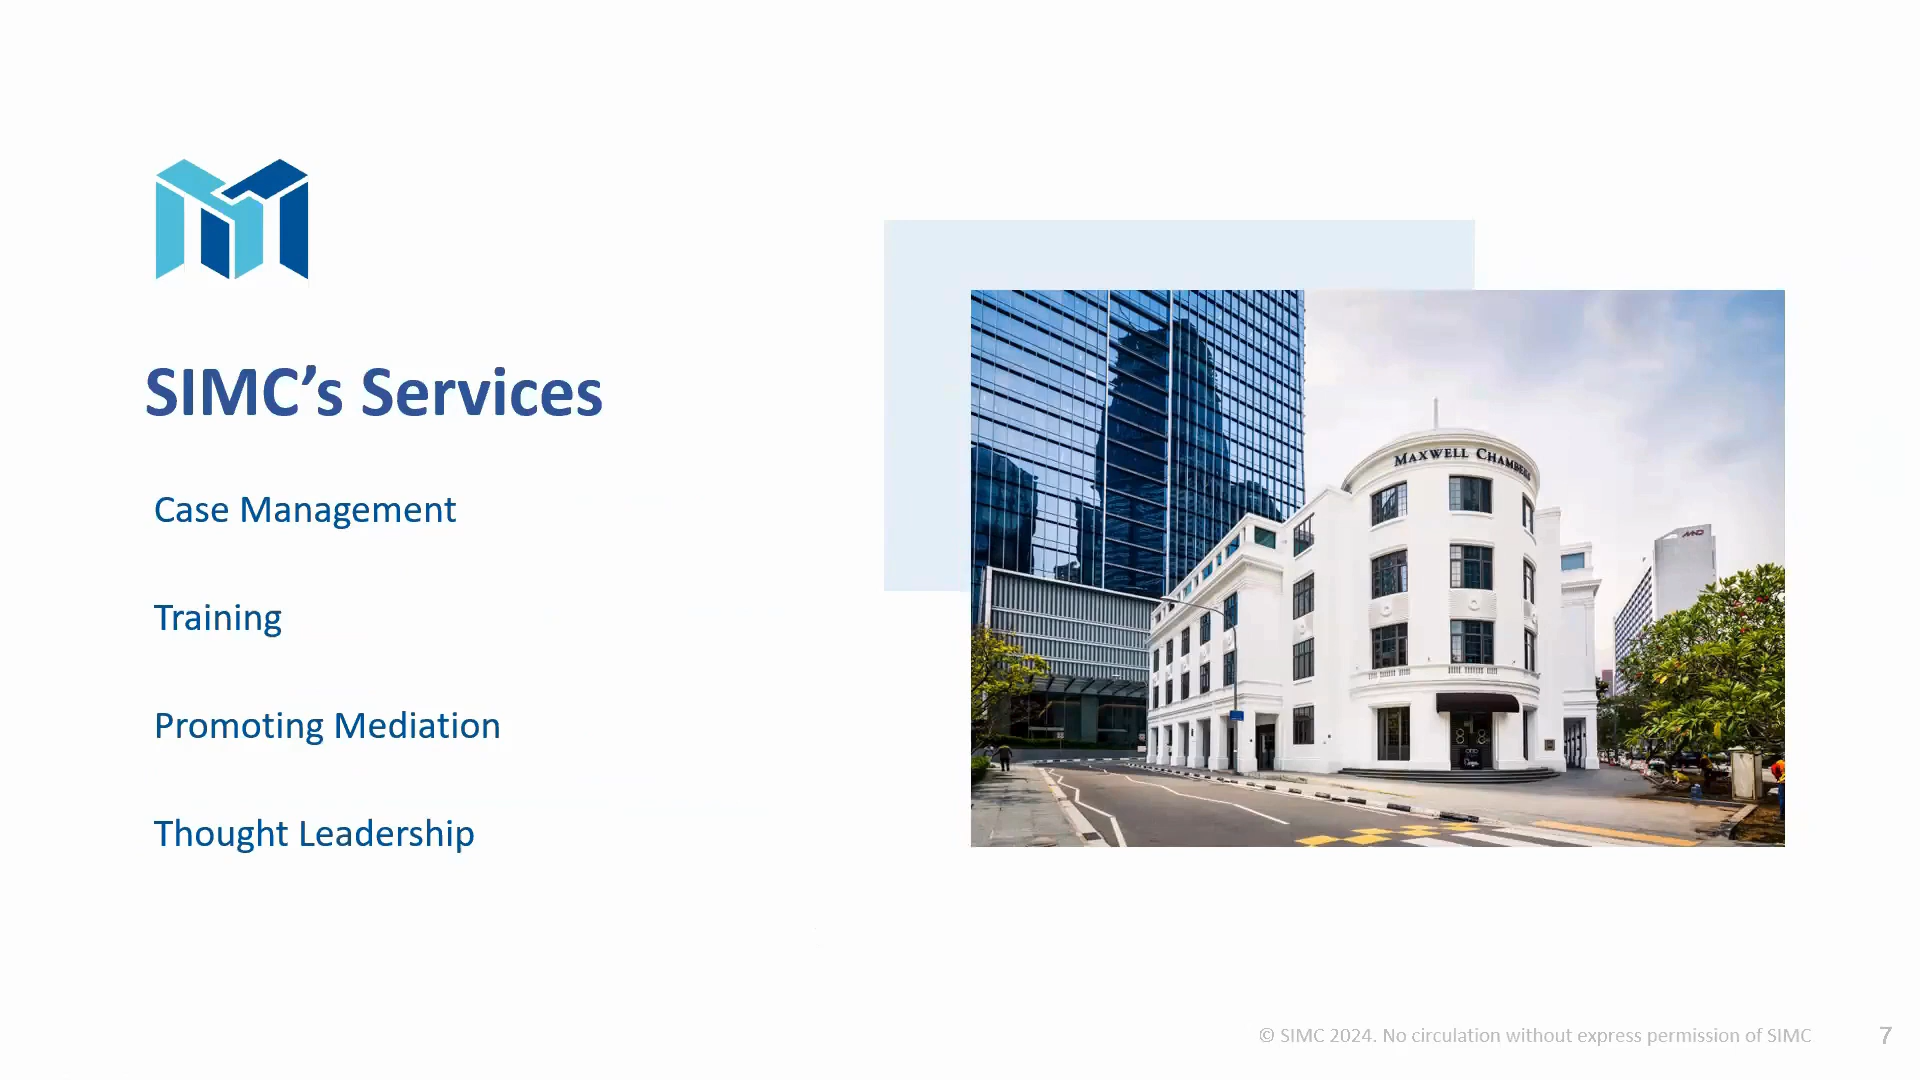 SIMC’s Services
Case Management
Training
Promoting Mediation
Thought Leadership
MAXWELL CHAMBERS
© SIMC 2024. No circulation without express permission of SIMC
7